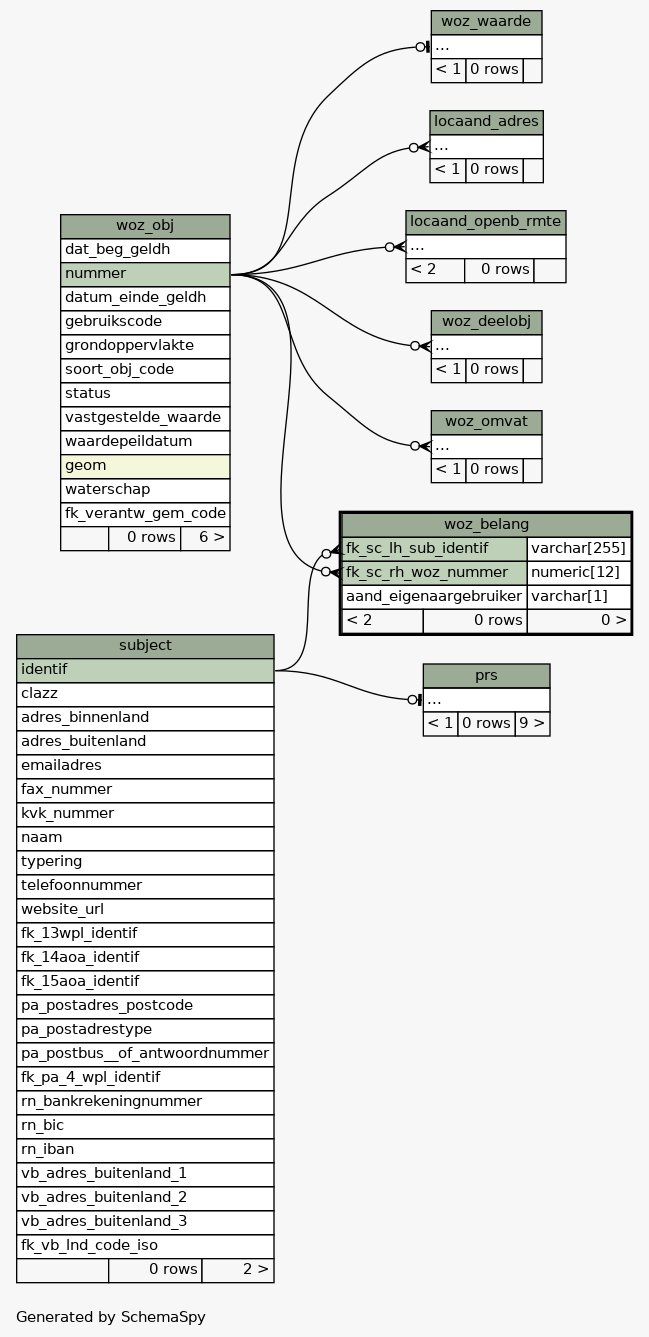 woz_waarde
...
< 1 0 rows
locaand_adres
...
< 1 0 rows
locaand_openb_rmte
...
< 2 0 rows
woz_obj
dat_beg_geldh
nummer
datum_einde_geldh
gebruikscode
grondoppervlakte
soort_obj_code
status
vastgestelde_waarde
waardepeildatum
geom
waterschap
fk_verantw_gem_code
0 rows 6 >
woz_deelobj
...
< 1 0 rows
woz_omvat
...
< 1 0 rows
woz_belang
fk_sc_lh_sub_identif varchar[255]
fk_sc_rh_woz_nummer numeric[12]
aand_eigenaargebruiker varchar[1]
< 2 0 rows 0 >
subject
identif
clazz
adres_binnenland
adres_buitenland
emailadres
fax_nummer
kvk_nummer
naam
typering
telefoonnummer
website_url
fk_13wpl_identif
fk_14aoa_identif
fk_15aoa_identif
pa_postadres_postcode
pa_postadrestype
pa_postbus__of_antwoordnummer
fk_pa_4_wpl_identif
rn_bankrekeningnummer
rn_bic
rn_iban
vb_adres_buitenland_1
vb_adres_buitenland_2
vb_adres_buitenland_3
fk_vb_lnd_code_iso
0 rows 2 >
prs
...
< 1 0 rows 9 >
Generated by SchemaSpy